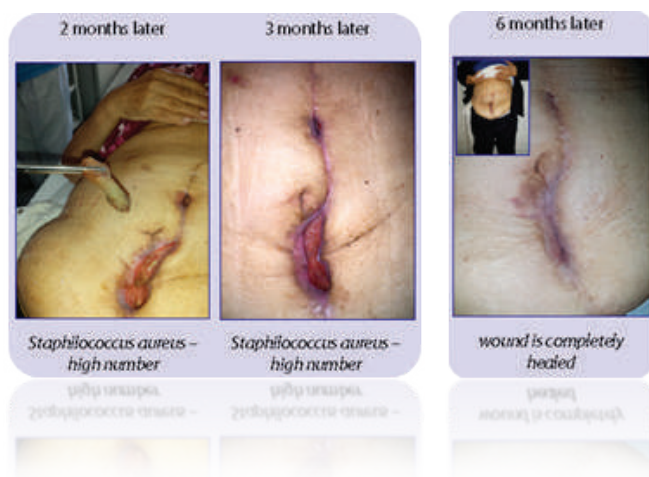 2 months later
3 months later
6 months later
Staphilococcus aureus –
high number
Staphilococcus aureus –
high number
wound is completely
healed